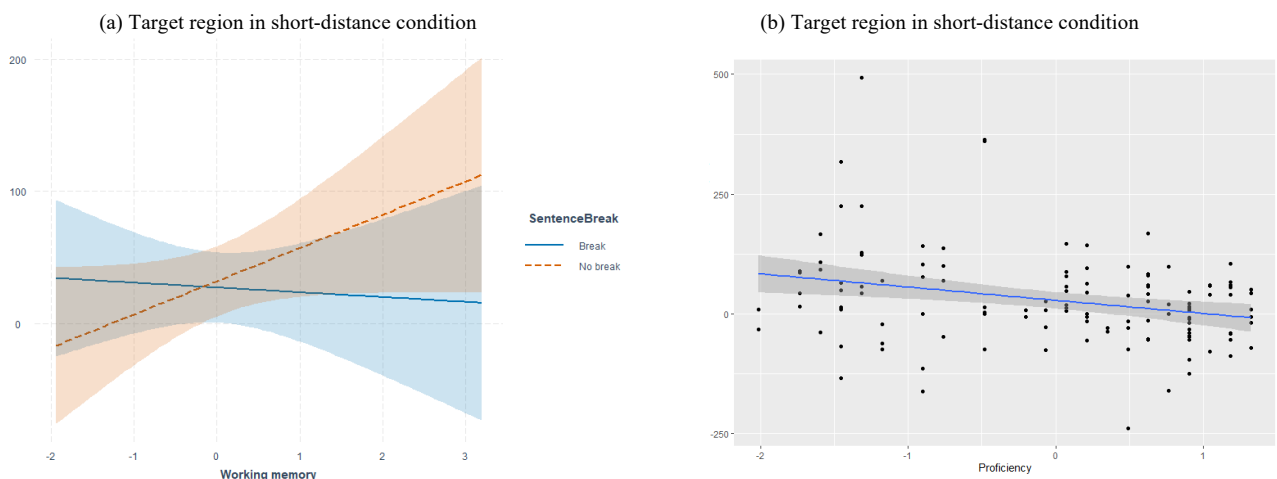 (a) Target region in short-distance condition
200
100
0
-2
-1
0
1
2
3
Working memory
SentenceBreak
Break
No break
(b) Target region in short-distance condition
500
250
0
-250
-2
-1
0
1
Proficiency